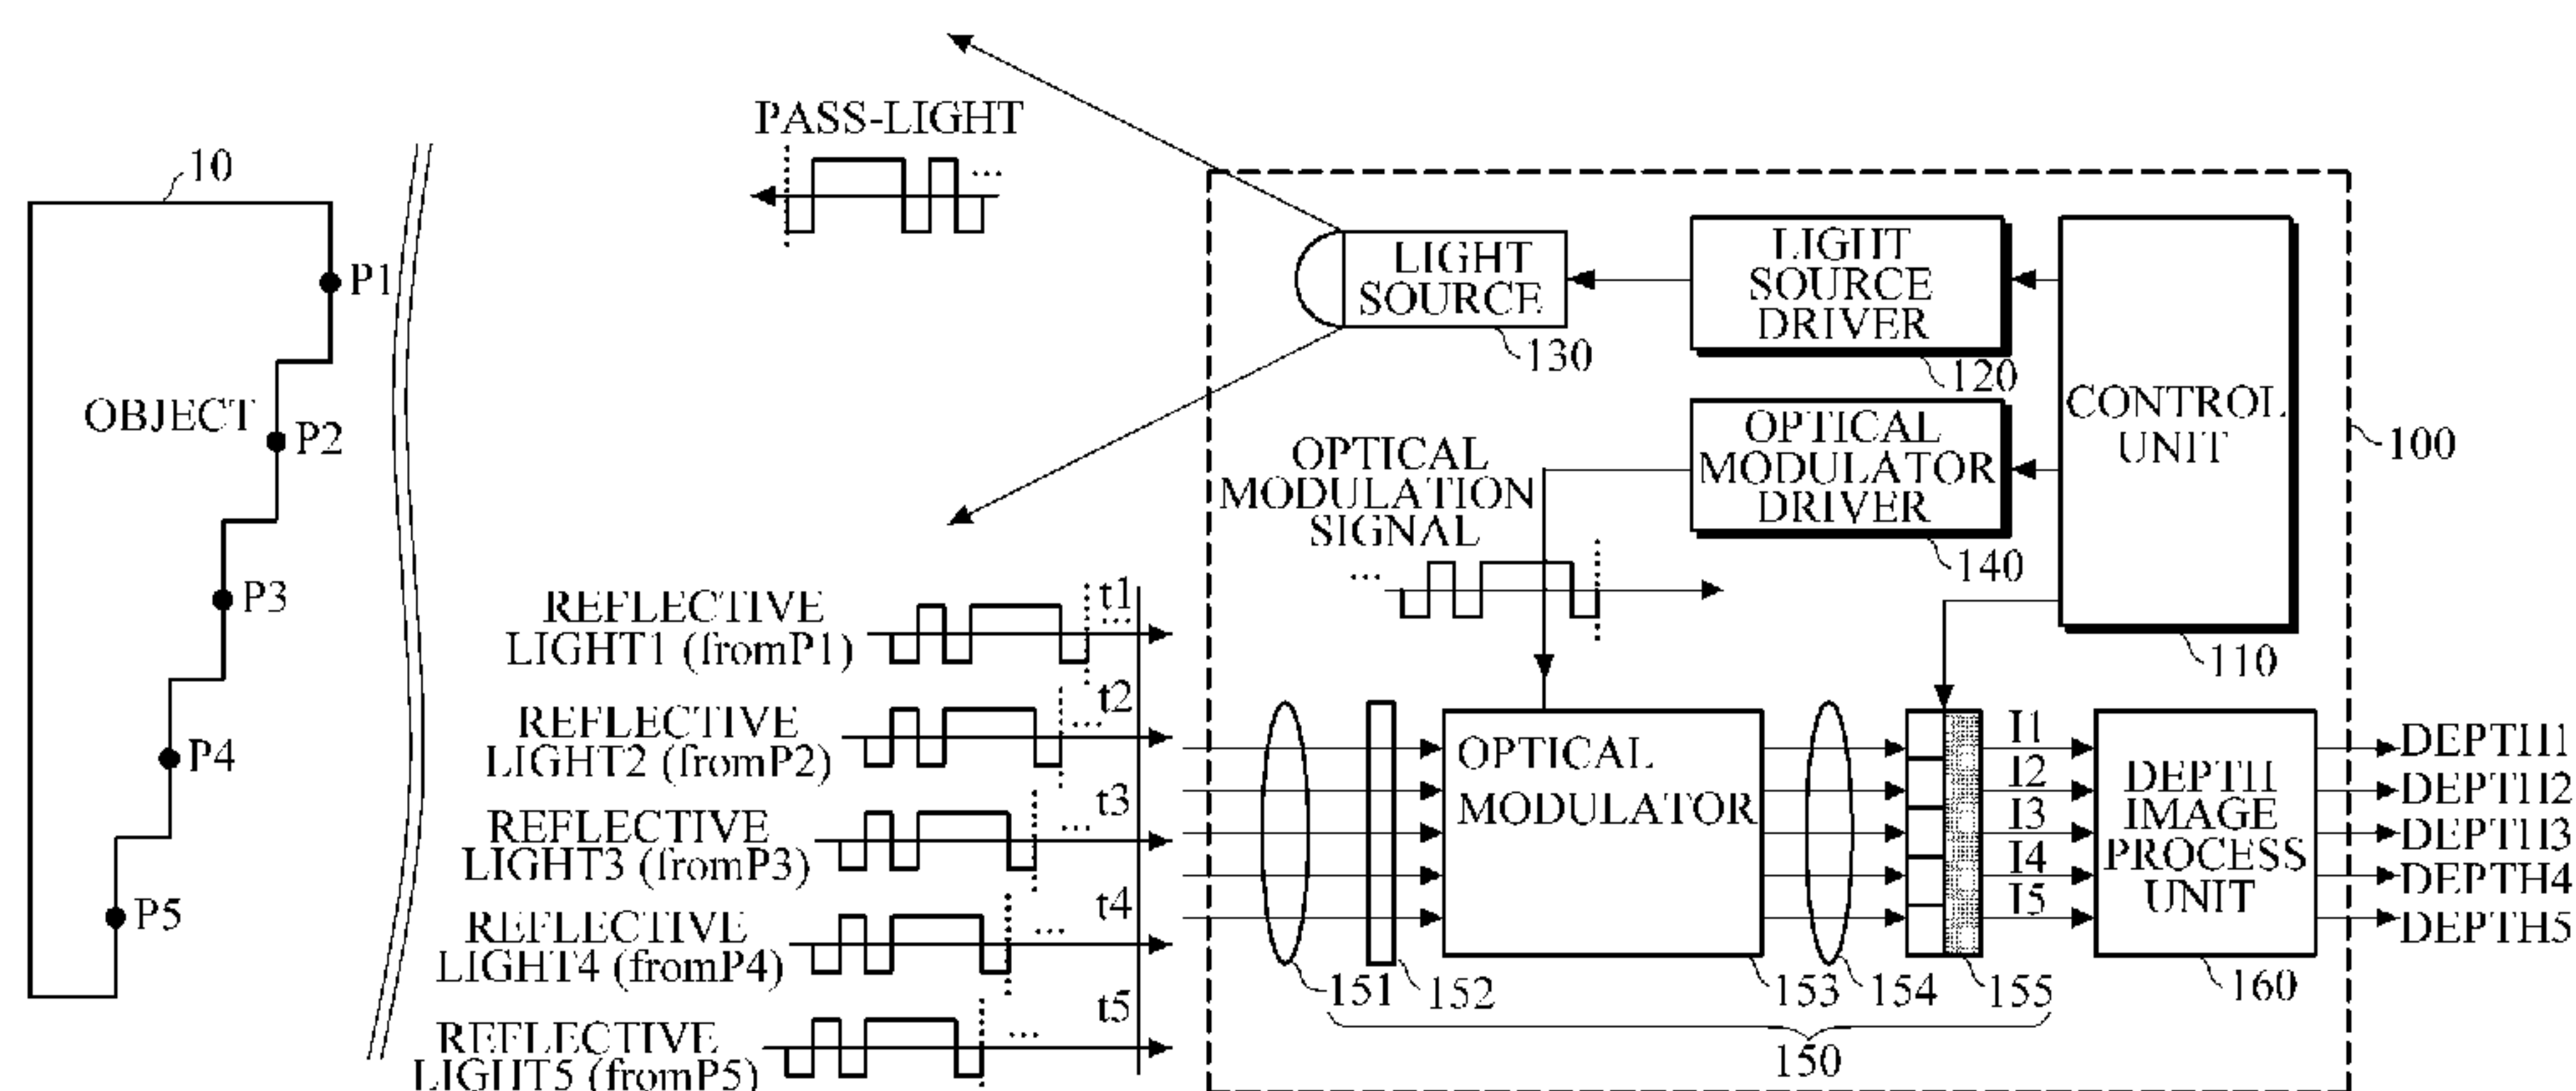 PASS-LIGHT
...
10
P1
OBJECT
P2
P3
P4
P5
LIGHT
SOURCE
130
LIGHT
SOURCE
DRIVER
120
CONTROL
UNIT
110
100
OPTICAL
MODULATOR
DRIVER
140
OPTICAL
MODULATION
SIGNAL
...
REFLECTIVE
LIGHT1 (fromP1)
t1
...
REFLECTIVE
LIGHT2 (fromP2)
t2
...
REFLECTIVE
LIGHT3 (fromP3)
t3
...
REFLECTIVE
LIGHT4 (fromP4)
t4
...
REFLECTIVE
LIGHT5 (fromP5)
t5
...
OPTICAL
MODULATOR
151
152
153
154
155
150
I1
I2
I3
I4
I5
DEPTH
IMAGE
PROCESS
UNIT
160
DEPTH1
DEPTH2
DEPTH3
DEPTH4
DEPTH5